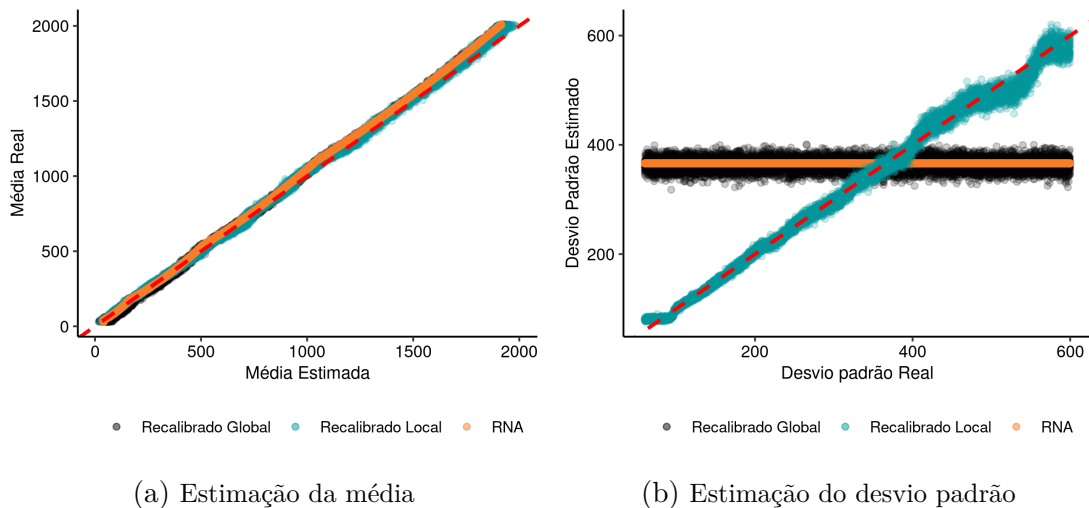 2000
1500
1000
500
0
Média Real
0 500 1000 1500 2000
Média Estimada
Recalibrado Global Recalibrado Local RNA
(a) Estimação da média
600
400
200
Desvio Padrão Estimado
200 400 600
Desvio padrão Real
Recalibrado Global Recalibrado Local RNA
(b) Estimação do desvio padrão